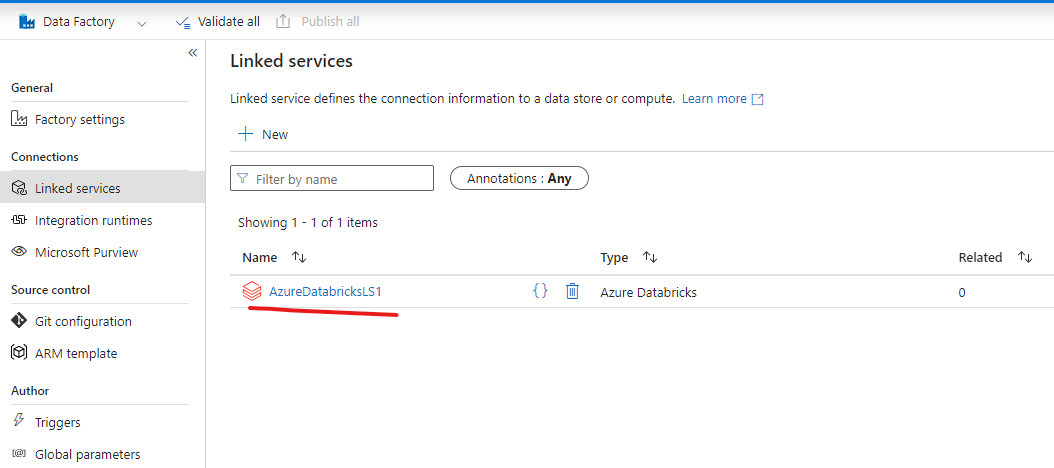 Data Factory
Validate all
Publish all
«
General
Factory settings
Connections
Linked services
Integration runtimes
Microsoft Purview
Source control
Git configuration
ARM template
Author
Triggers
Global parameters
Linked services
Linked service defines the connection information to a data store or compute. Learn more
+ New
Filter by name
Annotations : Any
Showing 1 - 1 of 1 items
Name Type Related
AzureDatabricksLS1 {} Azure Databricks 0